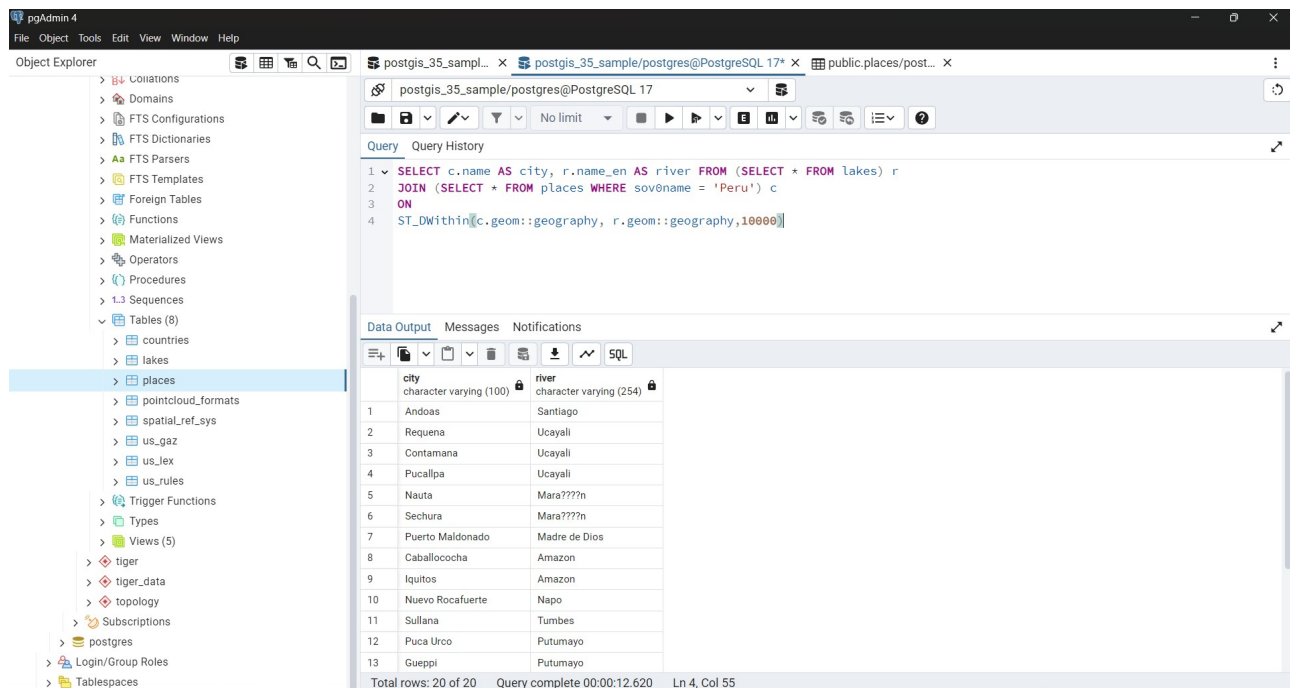 pgAdmin 4
File Object Tools Edit View Window Help
Object Explorer
postgis_35_sampl...
postgis_35_sample/postgres@PostgreSQL 17*
public.places/post...
Collations
Domains
FTS Configurations
FTS Dictionaries
Aa FTS Parsers
FTS Templates
Foreign Tables
Functions
Materialized Views
Operators
Procedures
1..3 Sequences
Tables (8)
countries
lakes
places
pointcloud_formats
spatial_ref_sys
us_gaz
us_lex
us_rules
Trigger Functions
Types
Views (5)
tiger
tiger_data
topology
Subscriptions
postgres
Login/Group Roles
Tablespaces
postgis_35_sample/postgres@PostgreSQL 17
No limit
E
Query Query History
1 SELECT c.name AS city, r.name_en AS river FROM (SELECT * FROM lakes) r
2 JOIN (SELECT * FROM places WHERE sov0name = 'Peru') c
3 ON
4 ST_DWithin(c.geom::geography, r.geom::geography,10000)
Data Output Messages Notifications
SQL
city river
character varying (100) character varying (254)
1 Andoas Santiago
2 Requena Ucayali
3 Contamana Ucayali
4 Pucallpa Ucayali
5 Nauta Mara????n
6 Sechura Mara????n
7 Puerto Maldonado Madre de Dios
8 Caballococha Amazon
9 Iquitos Amazon
10 Nuevo Rocafuerte Napo
11 Sullana Tumbes
12 Puca Urco Putumayo
13 Gueppi Putumayo
Total rows: 20 of 20 Query complete 00:00:12.620 Ln 4, Col 55